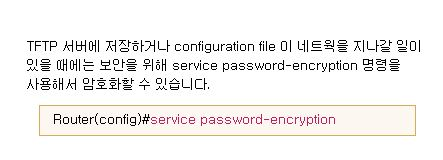 TFTP 서버에 저장하거나 configuration file 이 네트웍을 지나갈 일이
있을 때에는 보안을 위해 service password-encryption 명령을
사용해서 암호화할 수 있습니다.
Router(config)#service password-encryption